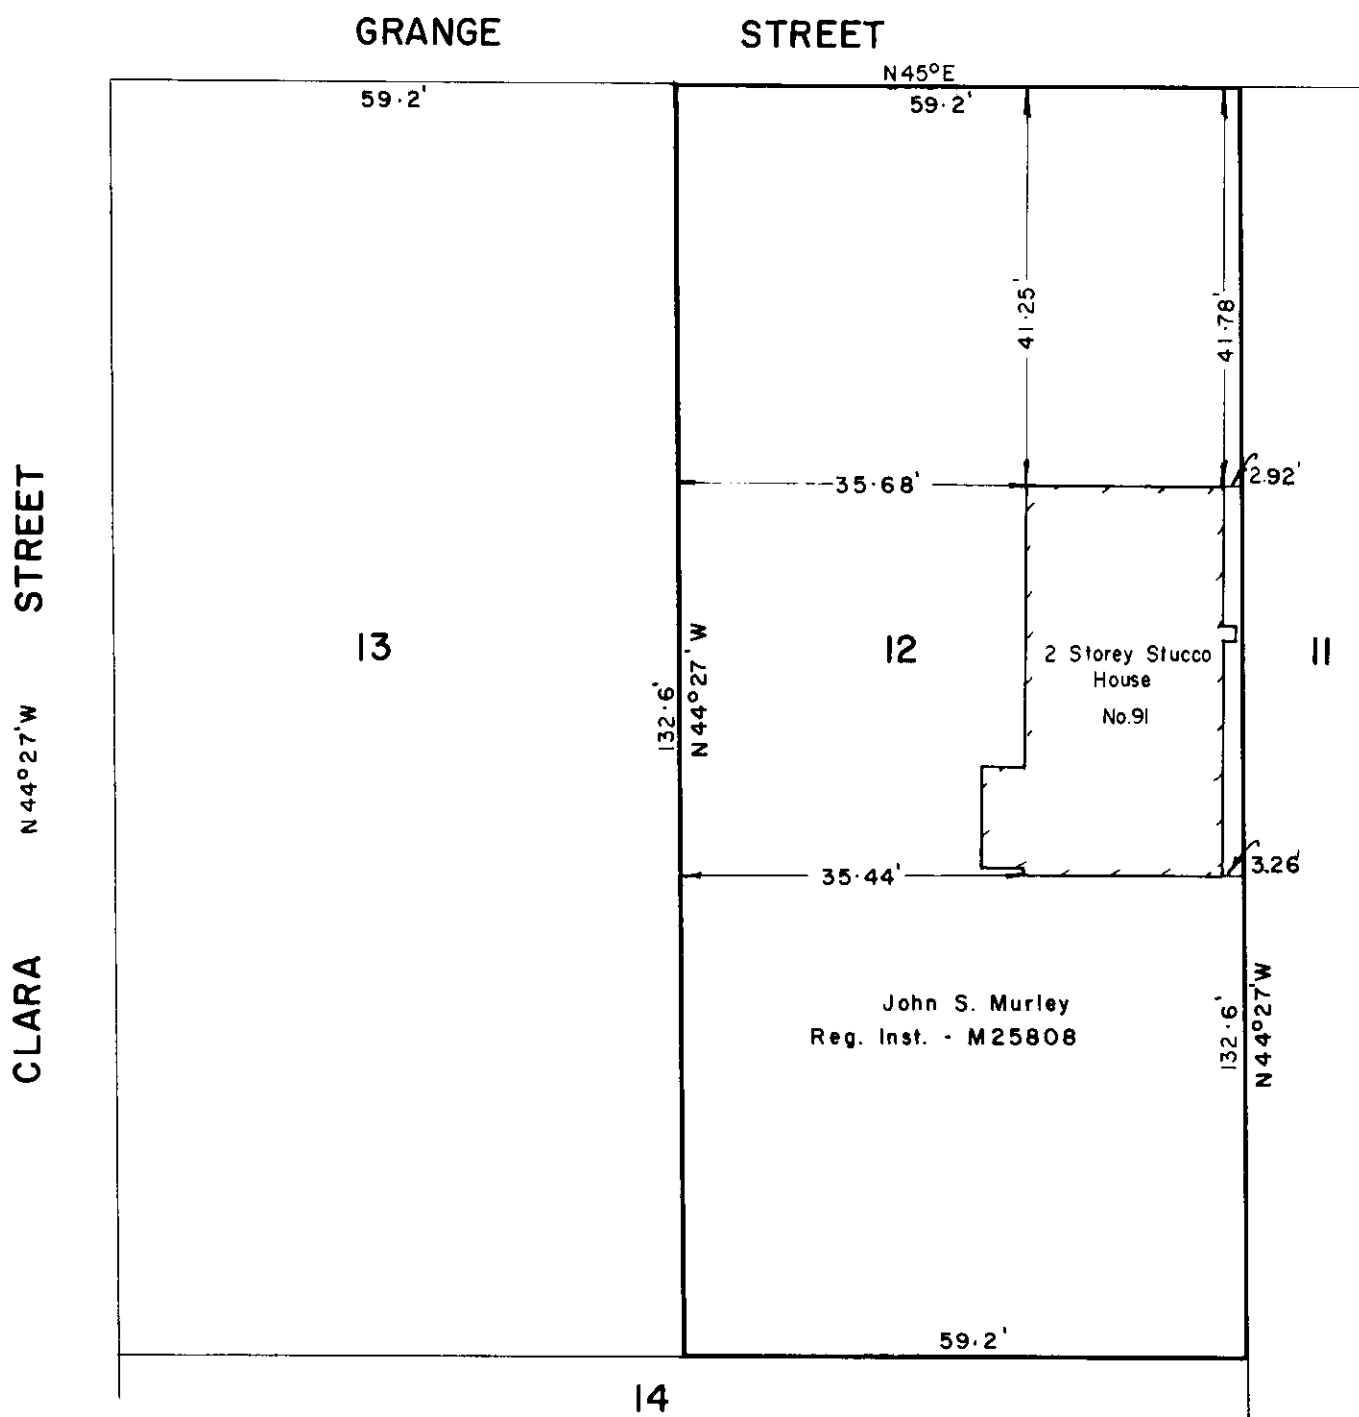 GRANGE STREET
N45°E
59.2'
59.2'
41.25'
41.78'
35.68'
2.92'
CLARA STREET
N44°27'W
13
132.6'
N44°27'W
12
2 Storey Stucco
House
No.91
11
35.44'
3.26'
John S. Murley
Reg. Inst. - M25808
132.6'
N44°27'W
59.2'
14